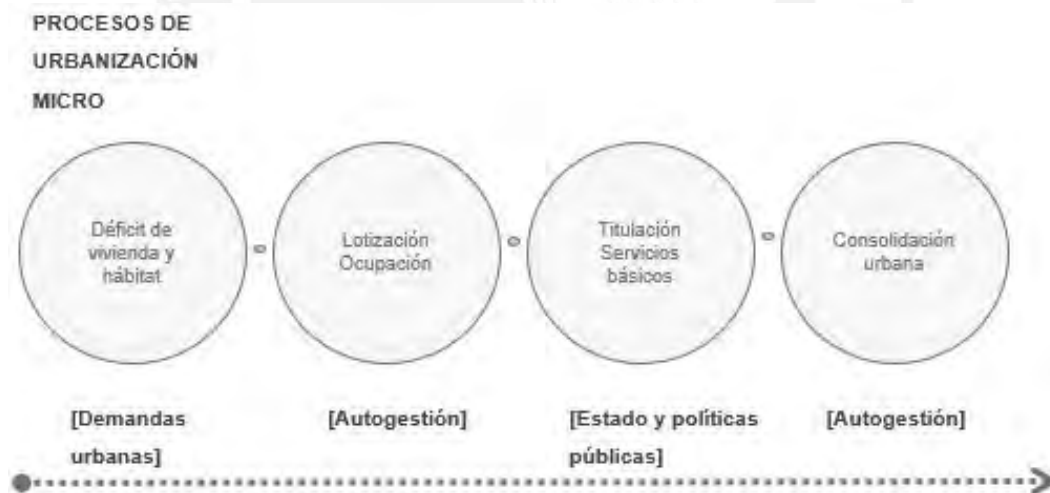 PROCESOS DE
URBANIZACIÓN
MICRO
Déficit de
vivienda y
hábitat
Lotización
Ocupación
Titulación
Servicios
básicos
Consolidación
urbana
[Demandas
urbanas]
[Autogestión]
[Estado y políticas
públicas]
[Autogestión]